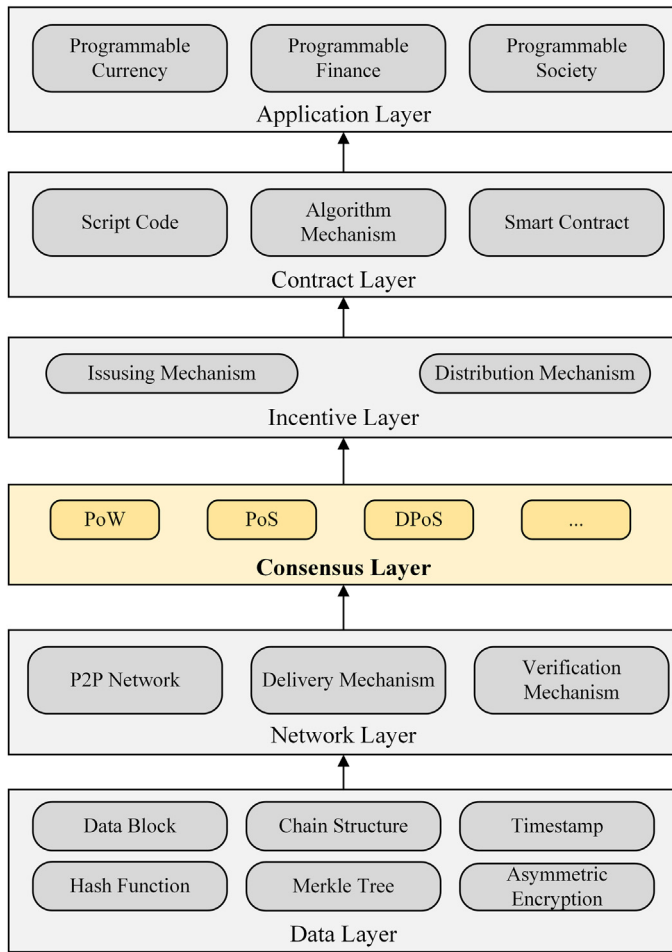 Programmable
Currency
Programmable
Finance
Programmable
Society
Application Layer
Script Code
Algorithm
Mechanism
Smart Contract
Contract Layer
Issusing Mechanism
Distribution Mechanism
Incentive Layer
PoW
PoS
DPoS
...
Consensus Layer
P2P Network
Delivery Mechanism
Verification
Mechanism
Network Layer
Data Block
Chain Structure
Timestamp
Hash Function
Merkle Tree
Asymmetric
Encryption
Data Layer